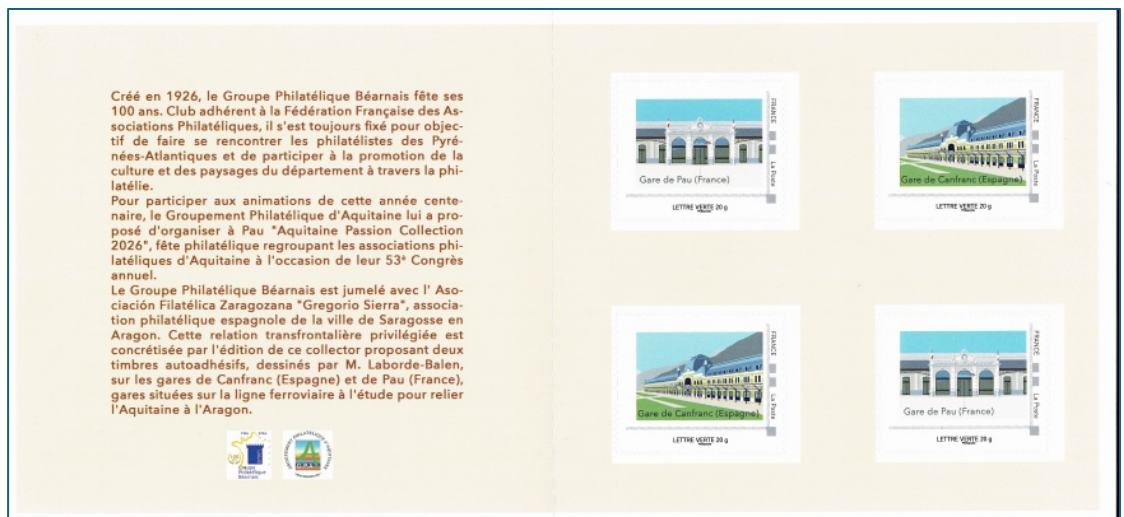 Créé en 1926, le Groupe Philatélique Béarnais fête ses
100 ans. Club adhérent à la Fédération Française des As-
sociations Philatéliques, il s'est toujours fixé pour objec-
tif de faire se rencontrer les philatélistes des Pyré-
nées-Atlantiques et de participer à la promotion de la
culture et des paysages du département à travers la phi-
latélie.
Pour participer aux animations de cette année cente-
naire, le Groupement Philatélique d'Aquitaine lui a pro-
posé d'organiser à Pau "Aquitaine Passion Collection
2026", fête philatélique regroupant les associations phi-
latéliques d'Aquitaine à l'occasion de leur 53è Congrès
annuel.
Le Groupe Philatélique Béarnais est jumelé avec l' Aso-
ciación Filatélica Zaragozana "Gregorio Sierra", associa-
tion philatélique espagnole de la ville de Saragosse en
Aragon. Cette relation transfrontalière privilégiée est
concrétisée par l'édition de ce collector proposant deux
timbres autoadhésifs, dessinés par M. Laborde-Balen,
sur les gares de Canfranc (Espagne) et de Pau (France),
gares situées sur la ligne ferroviaire à l'étude pour relier
l'Aquitaine à l'Aragon.
Groupe
Philatélique
Béarnais
Gare de Pau (France)
FRANCE
La Poste
LETTRE VERTE 20 g
Gare de Canfranc (Espagne)
FRANCE
La Poste
LETTRE VERTE 20 g
Gare de Canfranc (Espagne)
FRANCE
La Poste
LETTRE VERTE 20 g
Gare de Pau (France)
FRANCE
La Poste
LETTRE VERTE 20 g